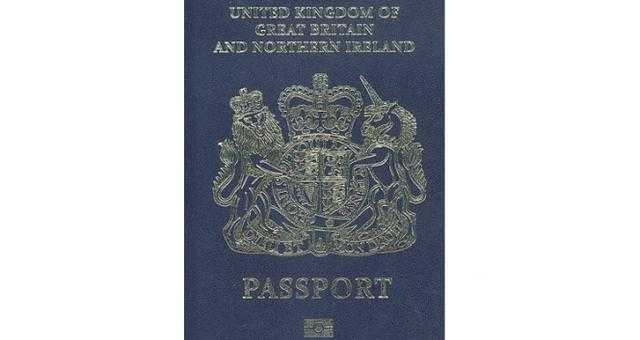 UNITED KINGDOM OF
GREAT BRITAIN
AND NORTHERN IRELAND
PASSPORT